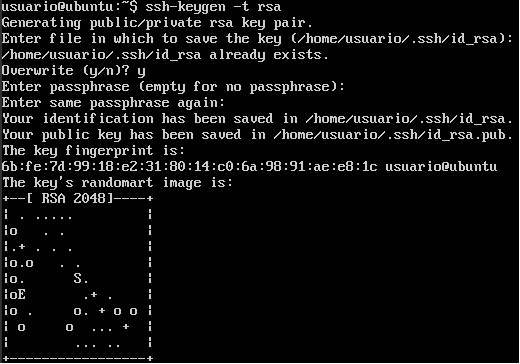 usuario@ubuntu:~$ ssh-keygen -t rsa
Generating public/private rsa key pair.
Enter file in which to save the key (/home/usuario/.ssh/id_rsa):
/home/usuario/.ssh/id_rsa already exists.
Overwrite (y/n)? y
Enter passphrase (empty for no passphrase):
Enter same passphrase again:
Your identification has been saved in /home/usuario/.ssh/id_rsa.
Your public key has been saved in /home/usuario/.ssh/id_rsa.pub.
The key fingerprint is:
6b:fe:7d:99:18:e2:31:80:14:c0:6a:98:91:ae:e8:1c usuario@ubuntu
The key's randomart image is:
+--[ RSA 2048]----+
| . .....         |
|o   . .          |
|.+ . . .         |
|o.o   . .        |
|o.      S.       |
|oE       .+ .    |
|o .     o. + o o |
| o     o  ... +  |
|        ... ..   |
+-----------------+